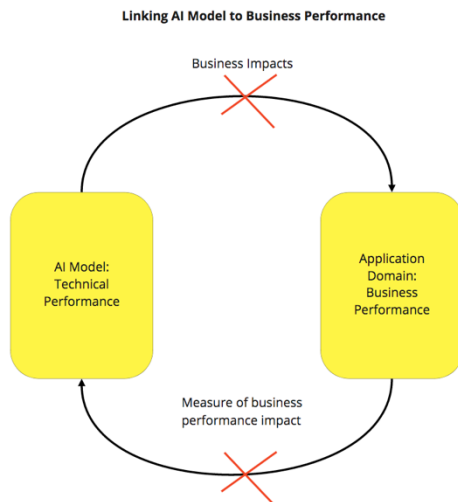 Linking AI Model to Business Performance
Business Impacts
AI Model:
Technical
Performance
Application
Domain:
Business
Performance
Measure of business
performance impact